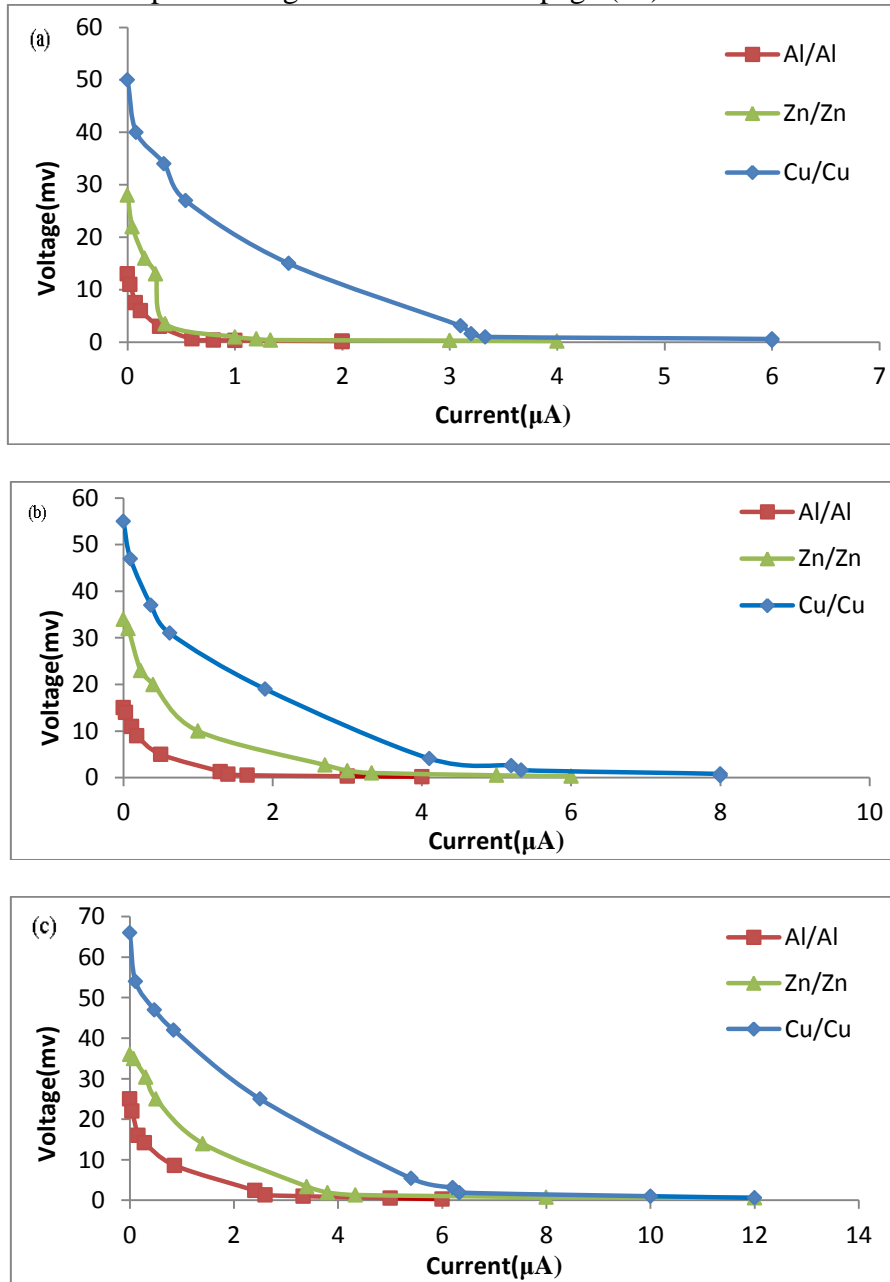 (a)
60
50
40
30
20
10
0
Voltage(mv)
0 1 2 3 4 5 6 7
Current(μA)
Al/Al
Zn/Zn
Cu/Cu
(b)
60
50
40
30
20
10
0
Voltage(mv)
0 2 4 6 8 10
Current(μA)
Al/Al
Zn/Zn
Cu/Cu
(c)
70
60
50
40
30
20
10
0
Voltage(mv)
0 2 4 6 8 10 12 14
Current(μA)
Al/Al
Zn/Zn
Cu/Cu